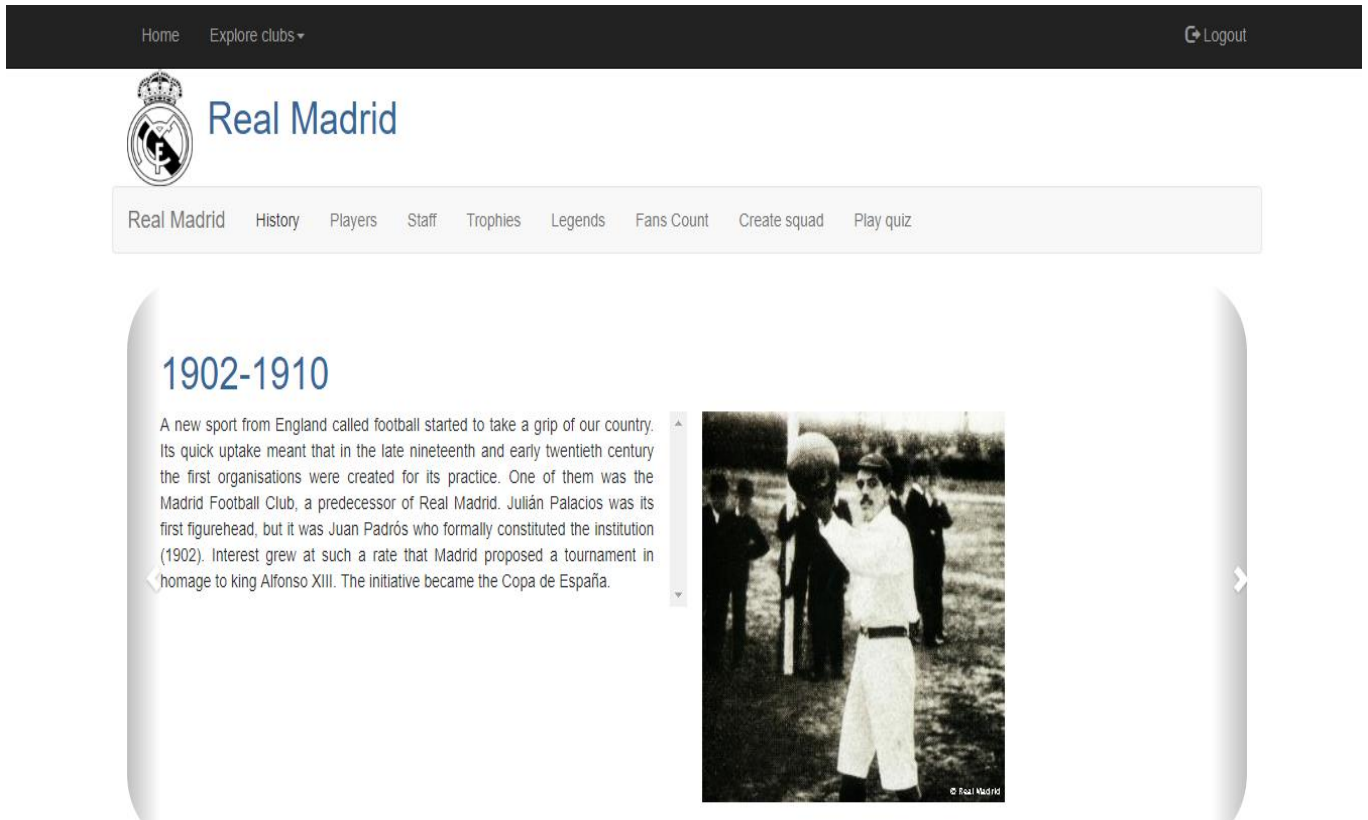 Home Explore clubs Logout
Real Madrid
Real Madrid History Players Staff Trophies Legends Fans Count Create squad Play quiz
1902-1910
A new sport from England called football started to take a grip of our country.
Its quick uptake meant that in the late nineteenth and early twentieth century
the first organisations were created for its practice. One of them was the
Madrid Football Club, a predecessor of Real Madrid. Julián Palacios was its
first figurehead, but it was Juan Padrós who formally constituted the institution
(1902). Interest grew at such a rate that Madrid proposed a tournament in
homage to king Alfonso XIII. The initiative became the Copa de España.
© Real Madrid